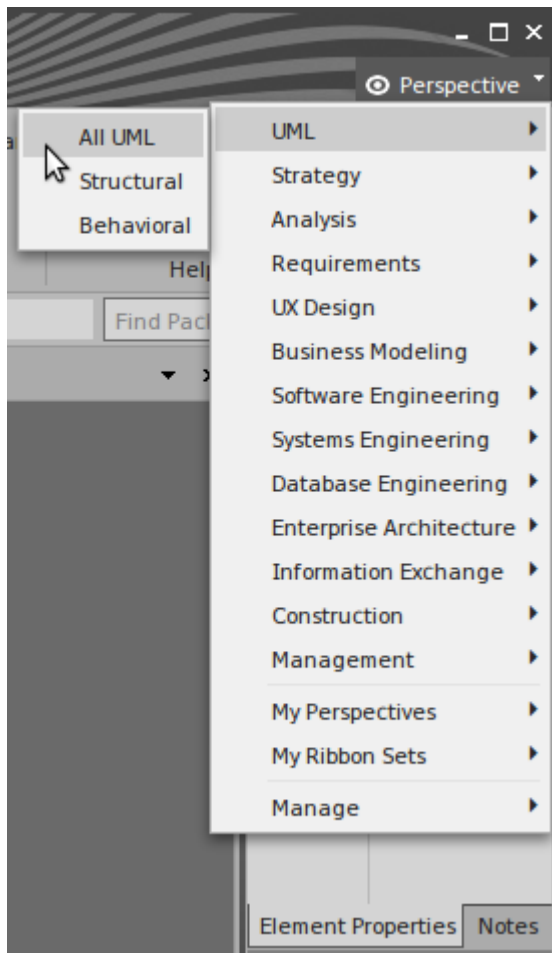 Perspective
UML
All UML
Strategy
Structural
Analysis
Behavioral
Requirements
UX Design
Business Modeling
Software Engineering
Systems Engineering
Database Engineering
Enterprise Architecture
Information Exchange
Construction
Management
My Perspectives
My Ribbon Sets
Manage
Find
Element Properties
Notes